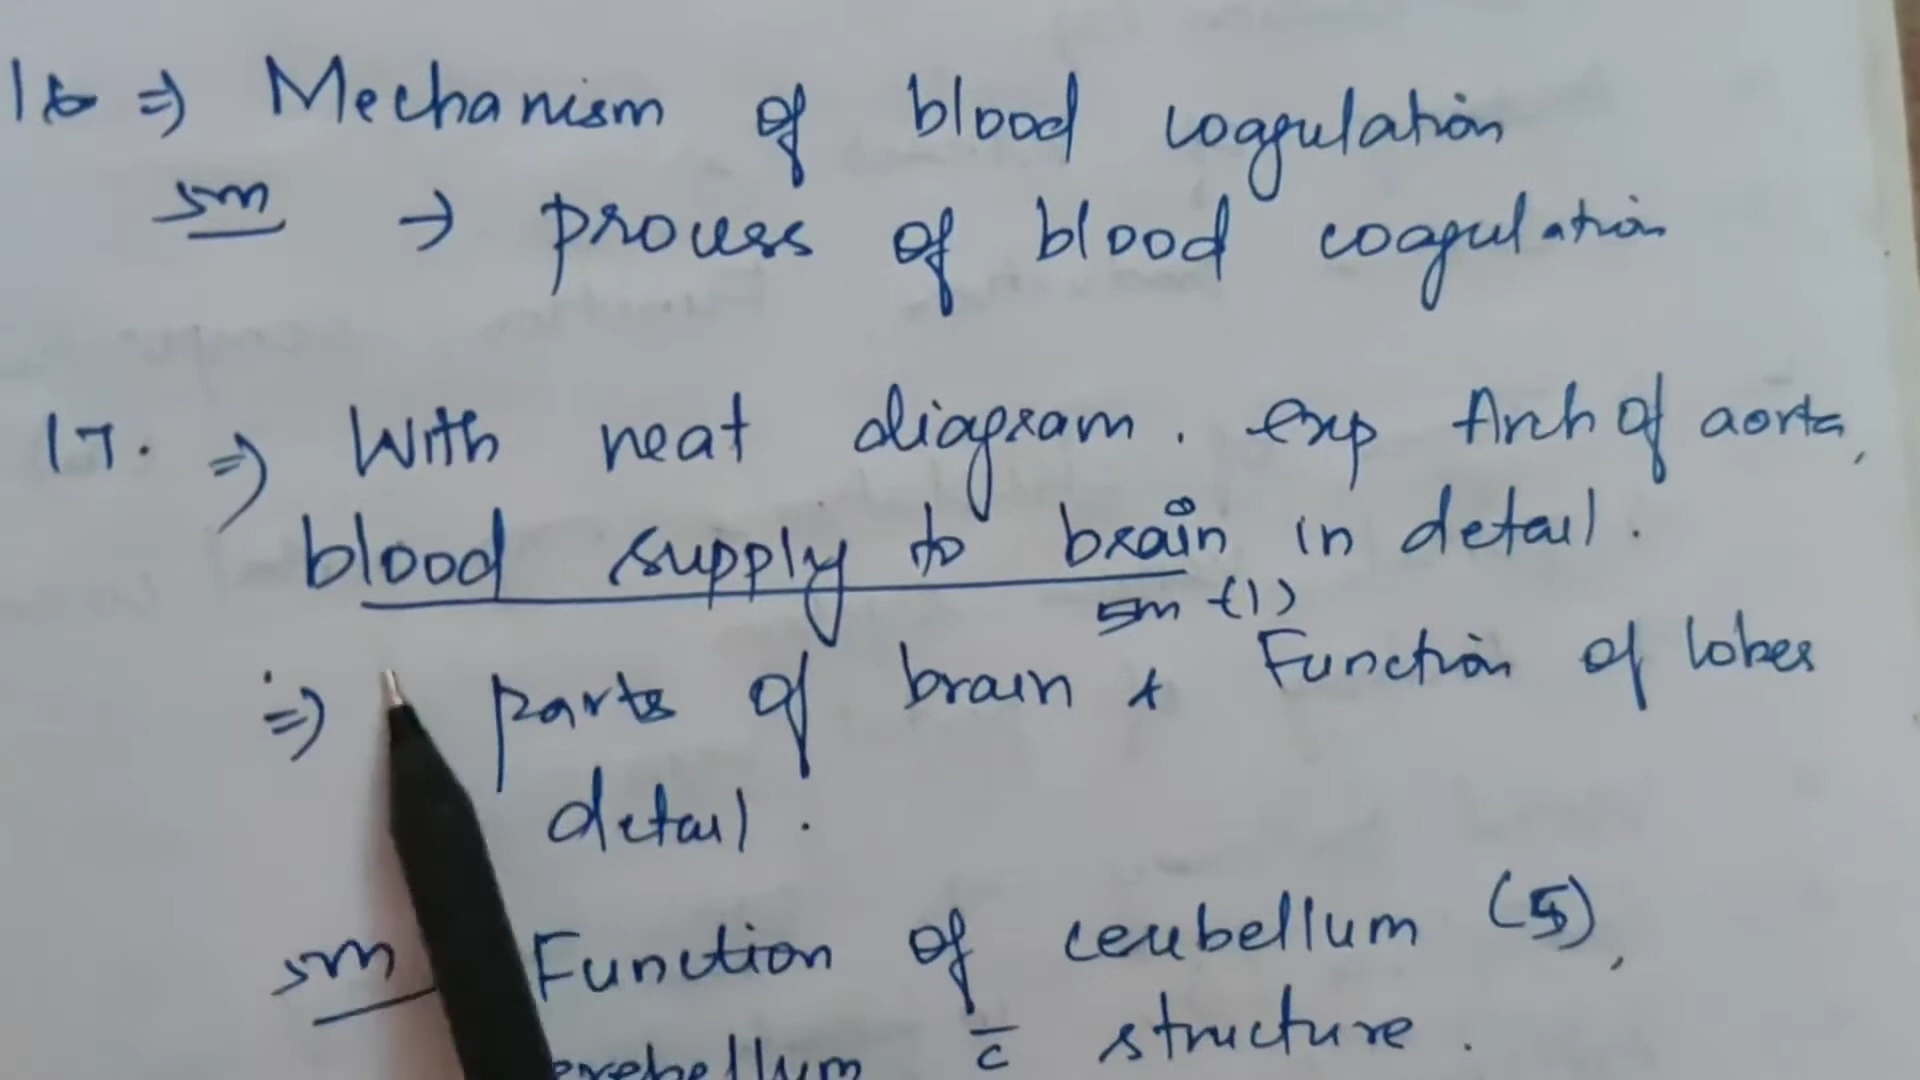 16 ⇒ Mechanism of blood coagulation
5m → process of blood coagulation
17. ⇒ With neat diagram. exp Arch of aorta,
blood supply to brain in detail.
5m (1)
⇒ parts of brain & Function of lobes
detail.
5m Function of cerebellum (5),
cerebellum c̅ structure.